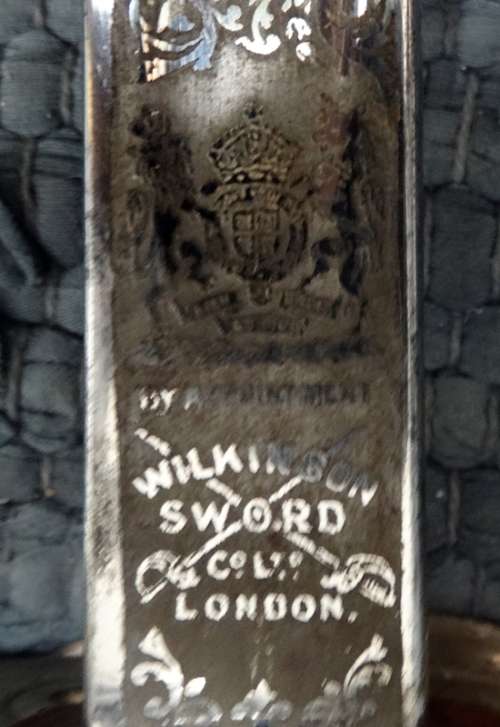 BY APPOINTMENT
WILKINSON
SWORD
Co. LTD.
LONDON.